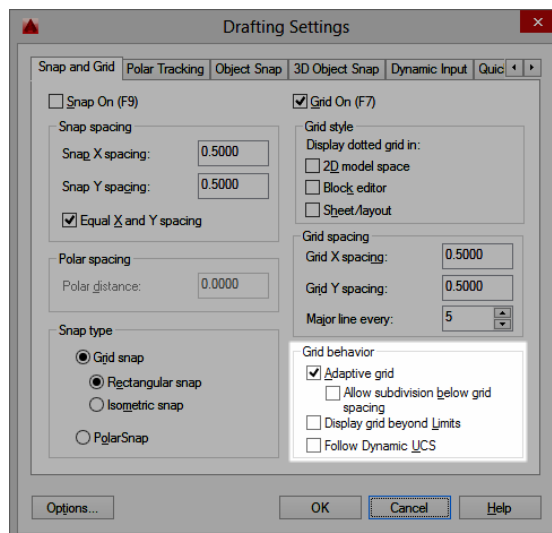 Drafting Settings
Snap and Grid
Polar Tracking
Object Snap
3D Object Snap
Dynamic Input
Quic
Snap On (F9)
Snap spacing
Snap X spacing:
0.5000
Snap Y spacing:
0.5000
Equal X and Y spacing
Polar spacing
Polar distance:
0.0000
Snap type
Grid snap
Rectangular snap
Isometric snap
PolarSnap
Grid On (F7)
Grid style
Display dotted grid in:
2D model space
Block editor
Sheet/layout
Grid spacing
Grid X spacing:
0.5000
Grid Y spacing:
0.5000
Major line every:
5
Grid behavior
Adaptive grid
Allow subdivision below grid
spacing
Display grid beyond Limits
Follow Dynamic UCS
Options...
OK
Cancel
Help